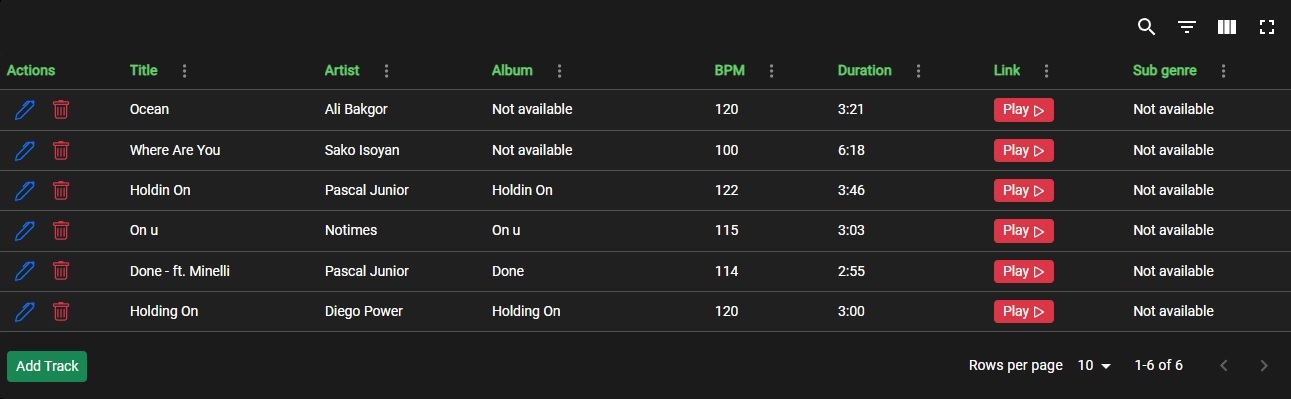 Actions Title Artist Album BPM Duration Link Sub genre
Ocean Ali Bakgor Not available 120 3:21 Play Not available
Where Are You Sako Isoyan Not available 100 6:18 Play Not available
Holdin On Pascal Junior Holdin On 122 3:46 Play Not available
On u Notimes On u 115 3:03 Play Not available
Done - ft. Minelli Pascal Junior Done 114 2:55 Play Not available
Holding On Diego Power Holding On 120 3:00 Play Not available
Add Track Rows per page 10 1-6 of 6